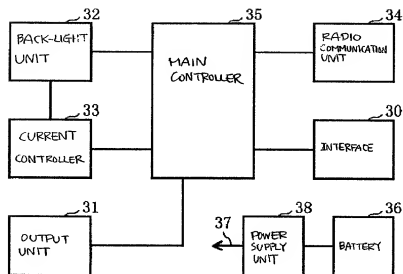 32
BACK-LIGHT
UNIT
35
MAIN
CONTROLLER
34
RADIO
COMMUNICATION
UNIT
33
CURRENT
CONTROLLER
30
INTERFACE
31
OUTPUT
UNIT
37
38
POWER
SUPPLY
UNIT
36
BATTERY